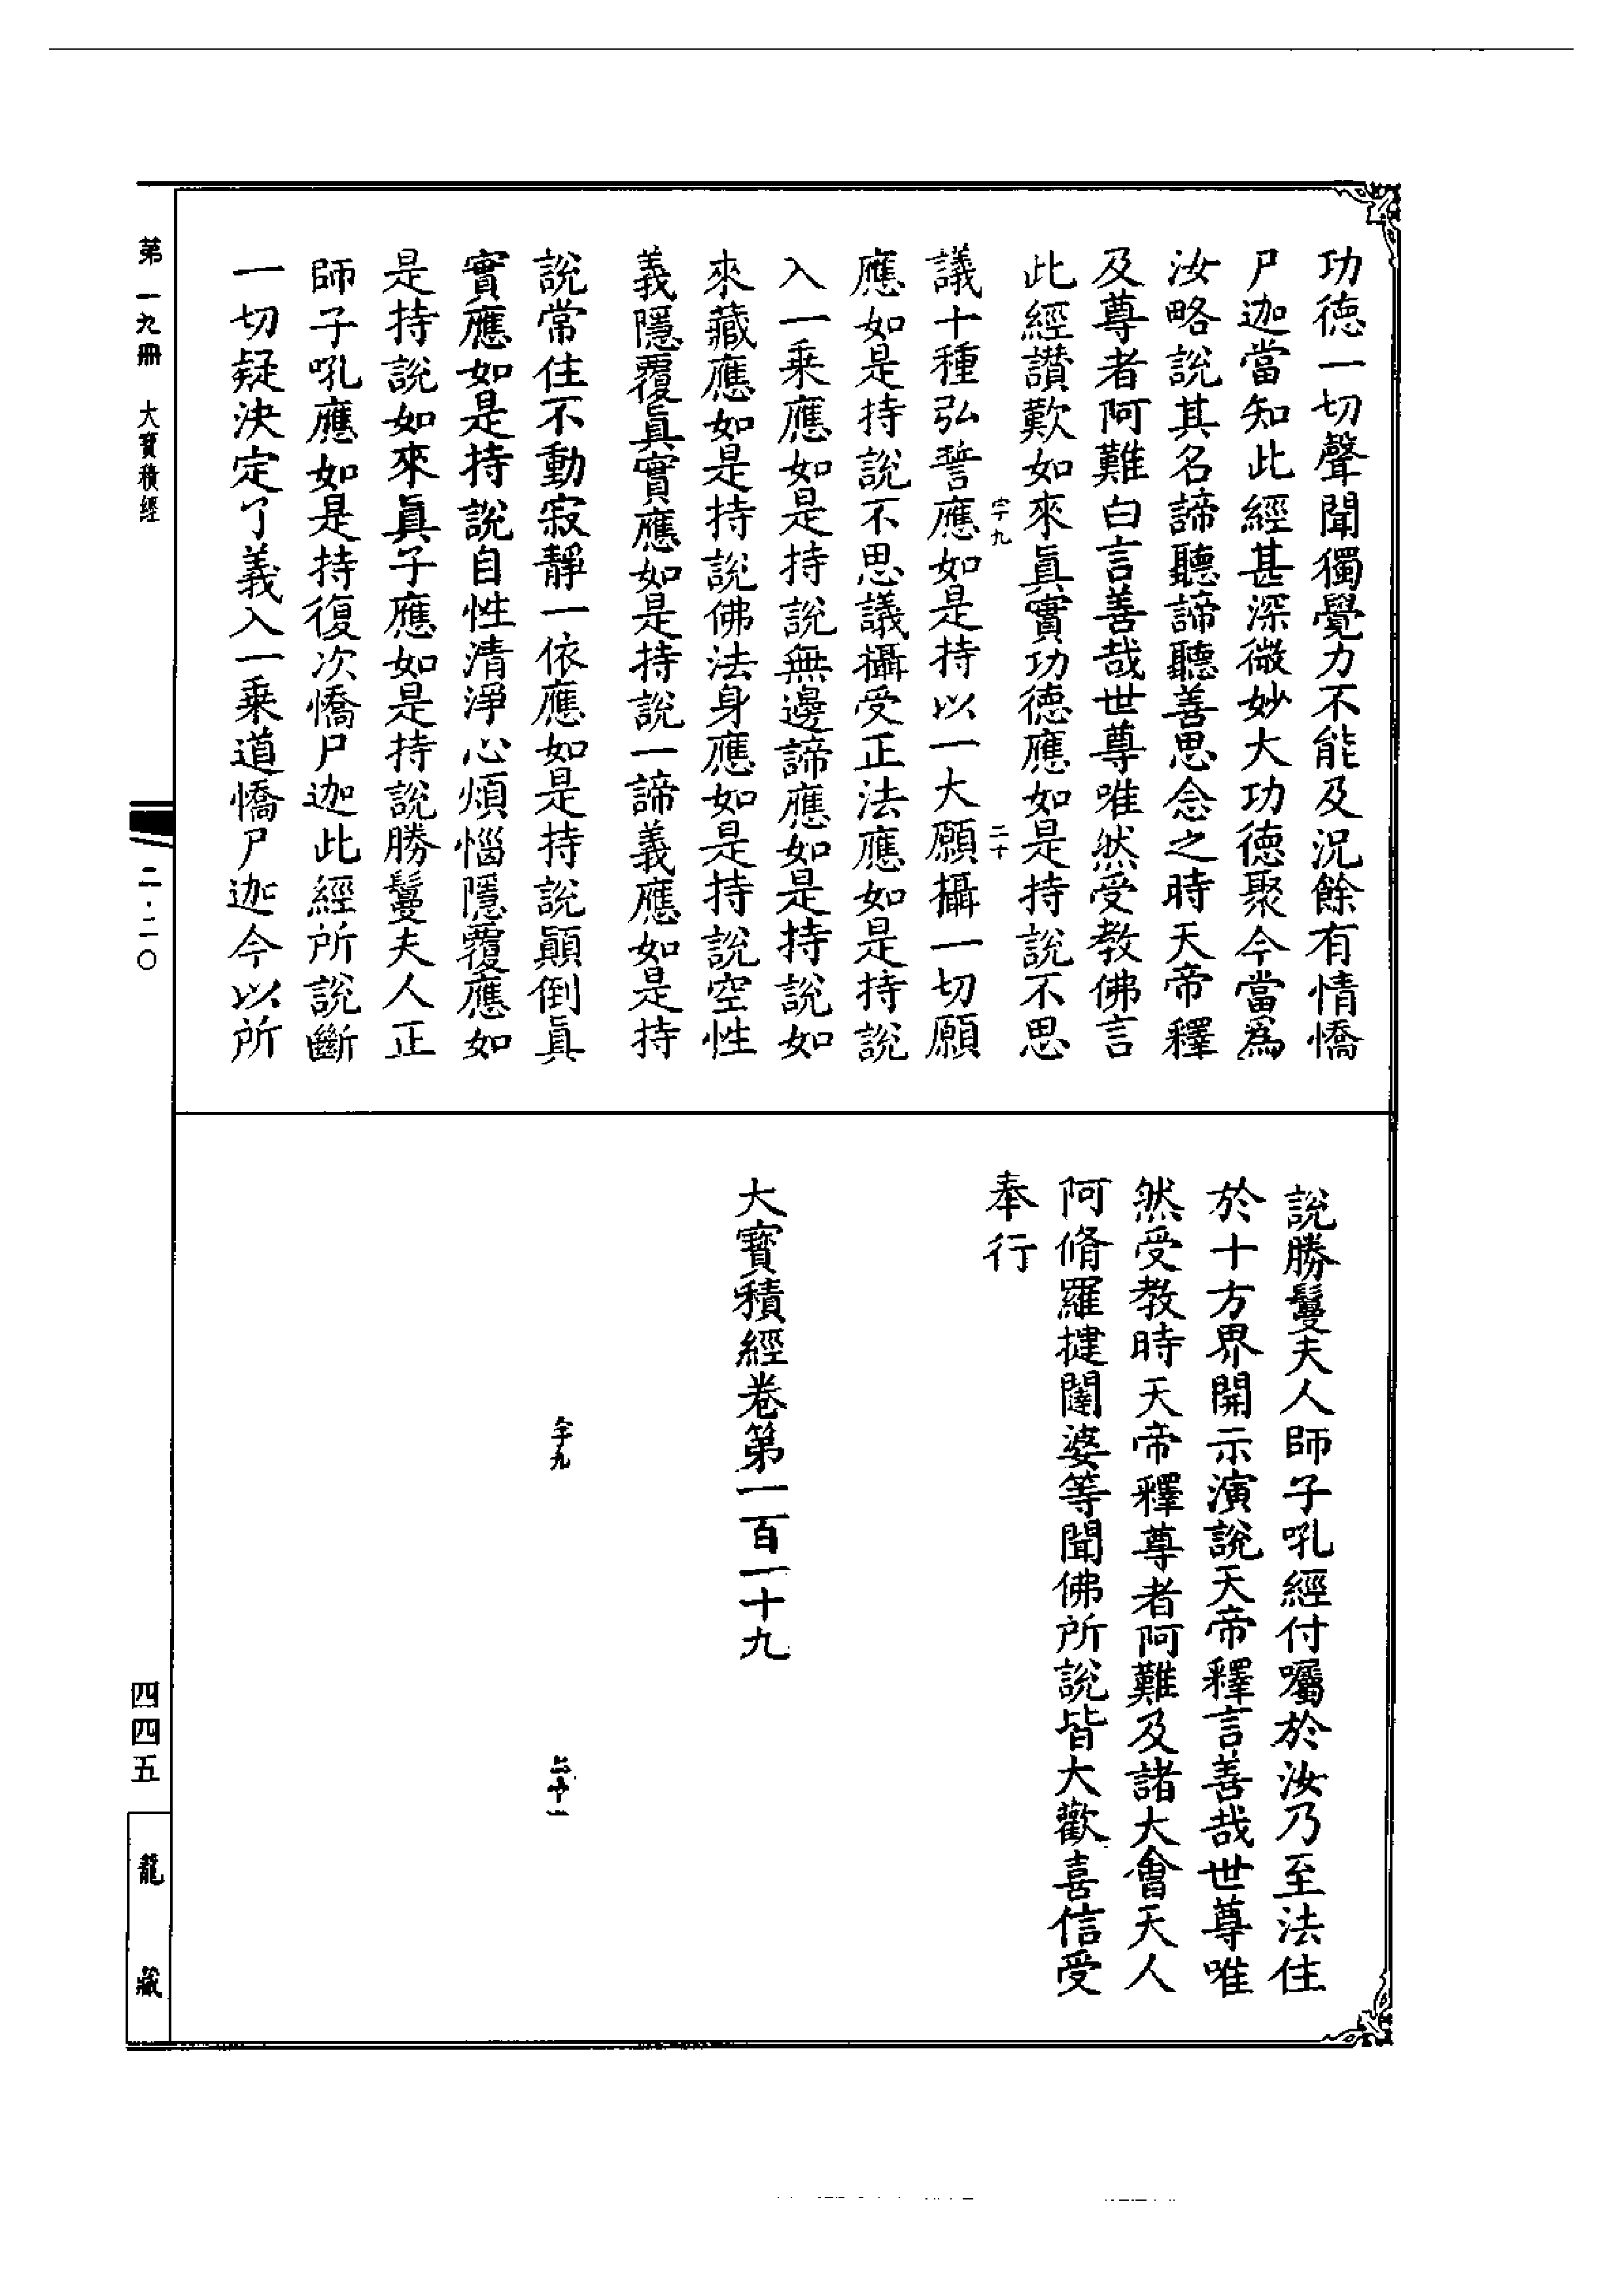 功德一切聲聞獨覺力不能及況餘有情憍
尸迦當知此經甚深微妙大功德聚今當為
汝略說其名諦聽諦聽善思念之時天帝釋
及尊者阿難白言善哉世尊唯然受教佛言
此經讃歎如來眞實功德應如是持說不思
字九
二十
議十種弘誓應如是持以一大願攝一切願
應如是持說不思議攝受正法應如是持說
入一乗應如是持說無邊諦應如是持說如
來藏應如是持說佛法身應如是持說空性
義隱覆眞實應如是持說一諦義應如是持
說常住不動寂靜一依應如是持說顚倒眞
實應如是持說自性清淨心煩惱隱覆應如
是持說如來眞子應如是持說勝鬘夫人正
師子吼應如是持復次憍尸迦此經所說斷
一切疑決定了義入一乗道憍尸迦今以所
說勝鬘夫人師子吼經付囑於汝乃至法住
於十方界開示演說天帝釋言善哉世尊唯
然受教時天帝釋尊者阿難及諸大會天人
阿脩羅揵闥婆等聞佛所說皆大歡喜信受
奉行
大寶積經卷第一百一十九
字九
二十一
第一九冊 大寶積經
二·二〇
四四五
龍藏